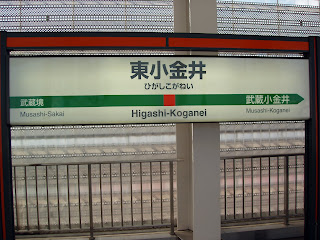 東小金井
ひがしこがねい
武蔵境
武蔵小金井
Musashi-Sakai
Higashi-Koganei
Musashi-Koganei